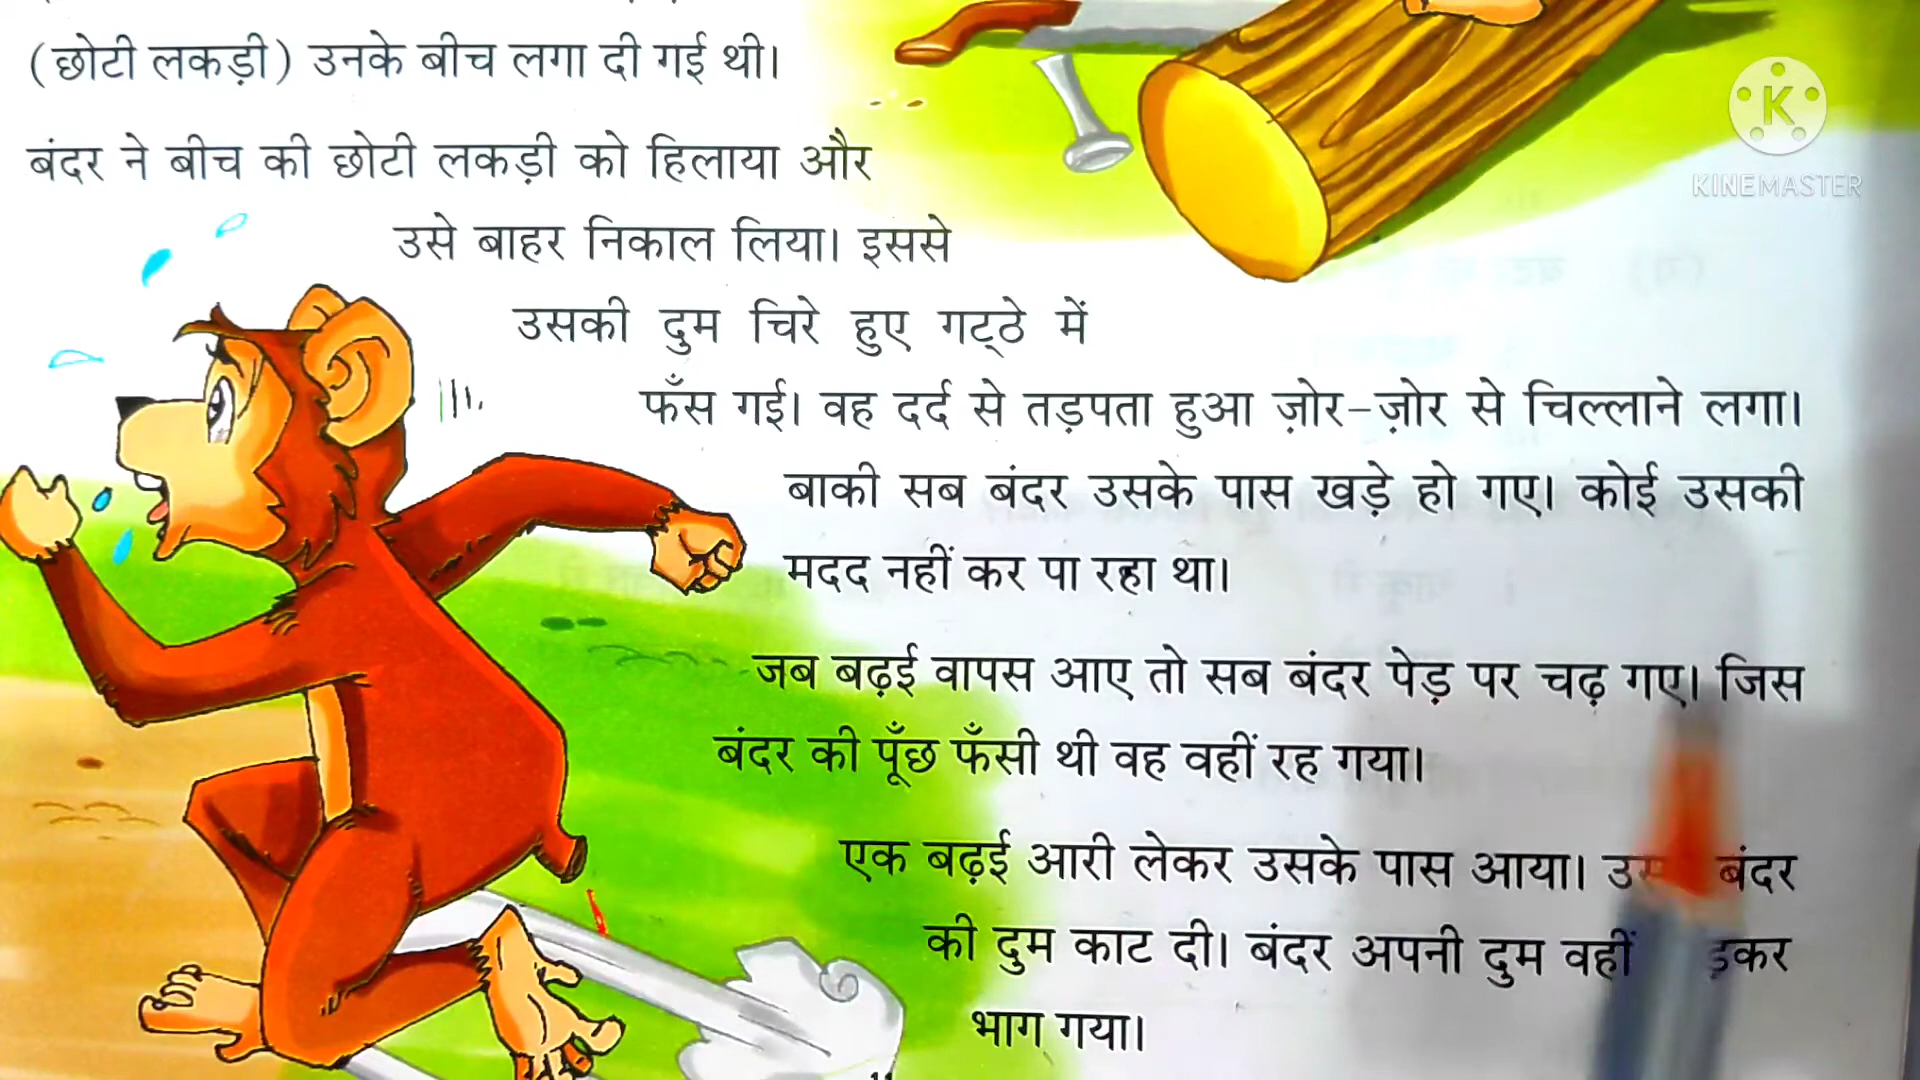 (छोटी लकड़ी) उनके बीच लगा दी गई थी।
बंदर ने बीच की छोटी लकड़ी को हिलाया और
उसे बाहर निकाल लिया। इससे
उसकी दुम चिरे हुए गट्ठे में
फँस गई। वह दर्द से तड़पता हुआ ज़ोर-ज़ोर से चिल्लाने लगा।
बाकी सब बंदर उसके पास खड़े हो गए। कोई उसकी
मदद नहीं कर पा रहा था।
जब बढ़ई वापस आए तो सब बंदर पेड़ पर चढ़ गए। जिस
बंदर की पूँछ फँसी थी वह वहीं रह गया।
एक बढ़ई आरी लेकर उसके पास आया। बंदर
की दुम काट दी। बंदर अपनी दुम वहीं
भाग गया।
K
KINEMASTER